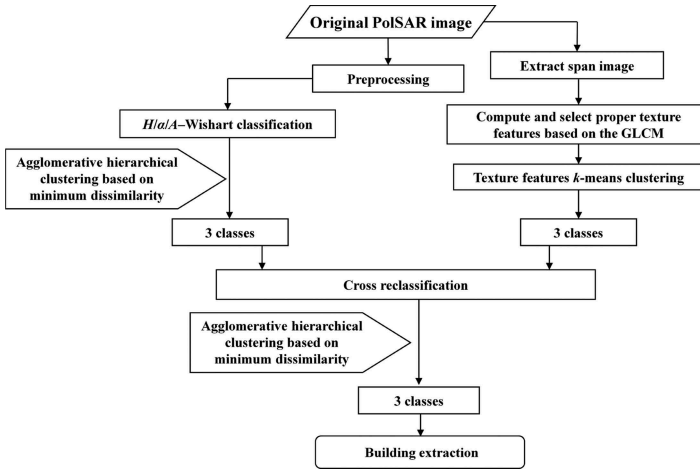 Original PolSAR image
Preprocessing
Extract span image
H/α/A–Wishart classification
Compute and select proper texture
features based on the GLCM
Agglomerative hierarchical
clustering based on
minimum dissimilarity
Texture features k-means clustering
3 classes
3 classes
Cross reclassification
Agglomerative hierarchical
clustering based on
minimum dissimilarity
3 classes
Building extraction